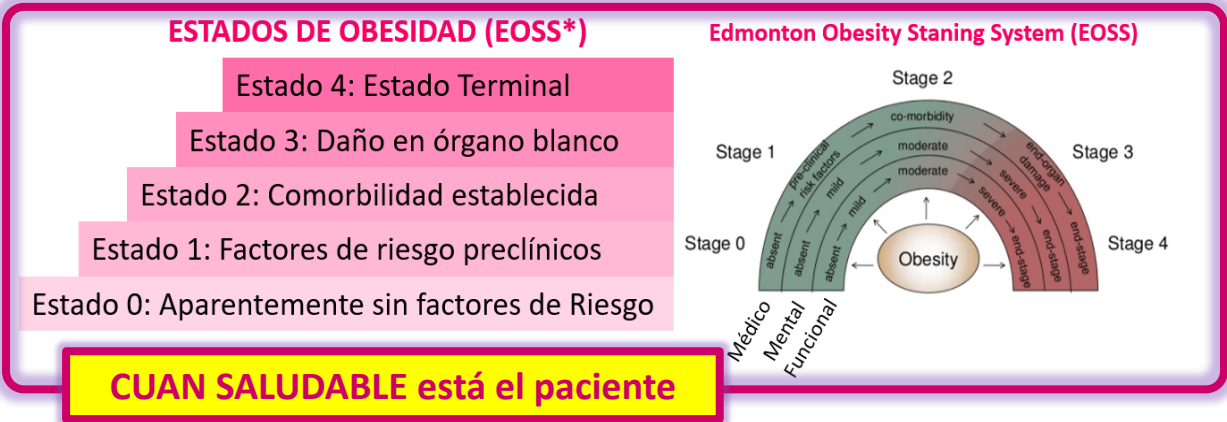 ESTADOS DE OBESIDAD (EOSS*)
Estado 4: Estado Terminal
Estado 3: Daño en órgano blanco
Estado 2: Comorbilidad establecida
Estado 1: Factores de riesgo preclínicos
Estado 0: Aparentemente sin factores de Riesgo
CUAN SALUDABLE está el paciente
Edmonton Obesity Staning System (EOSS)
Stage 0
Stage 1
Stage 2
Stage 3
Stage 4
absent
pre-clinical
risk factors
co-morbidity
end-organ
damage
end-stage
absent
mild
moderate
severe
end-stage
absent
mild
moderate
severe
end-stage
Obesity
Médico
Mental
Funcional